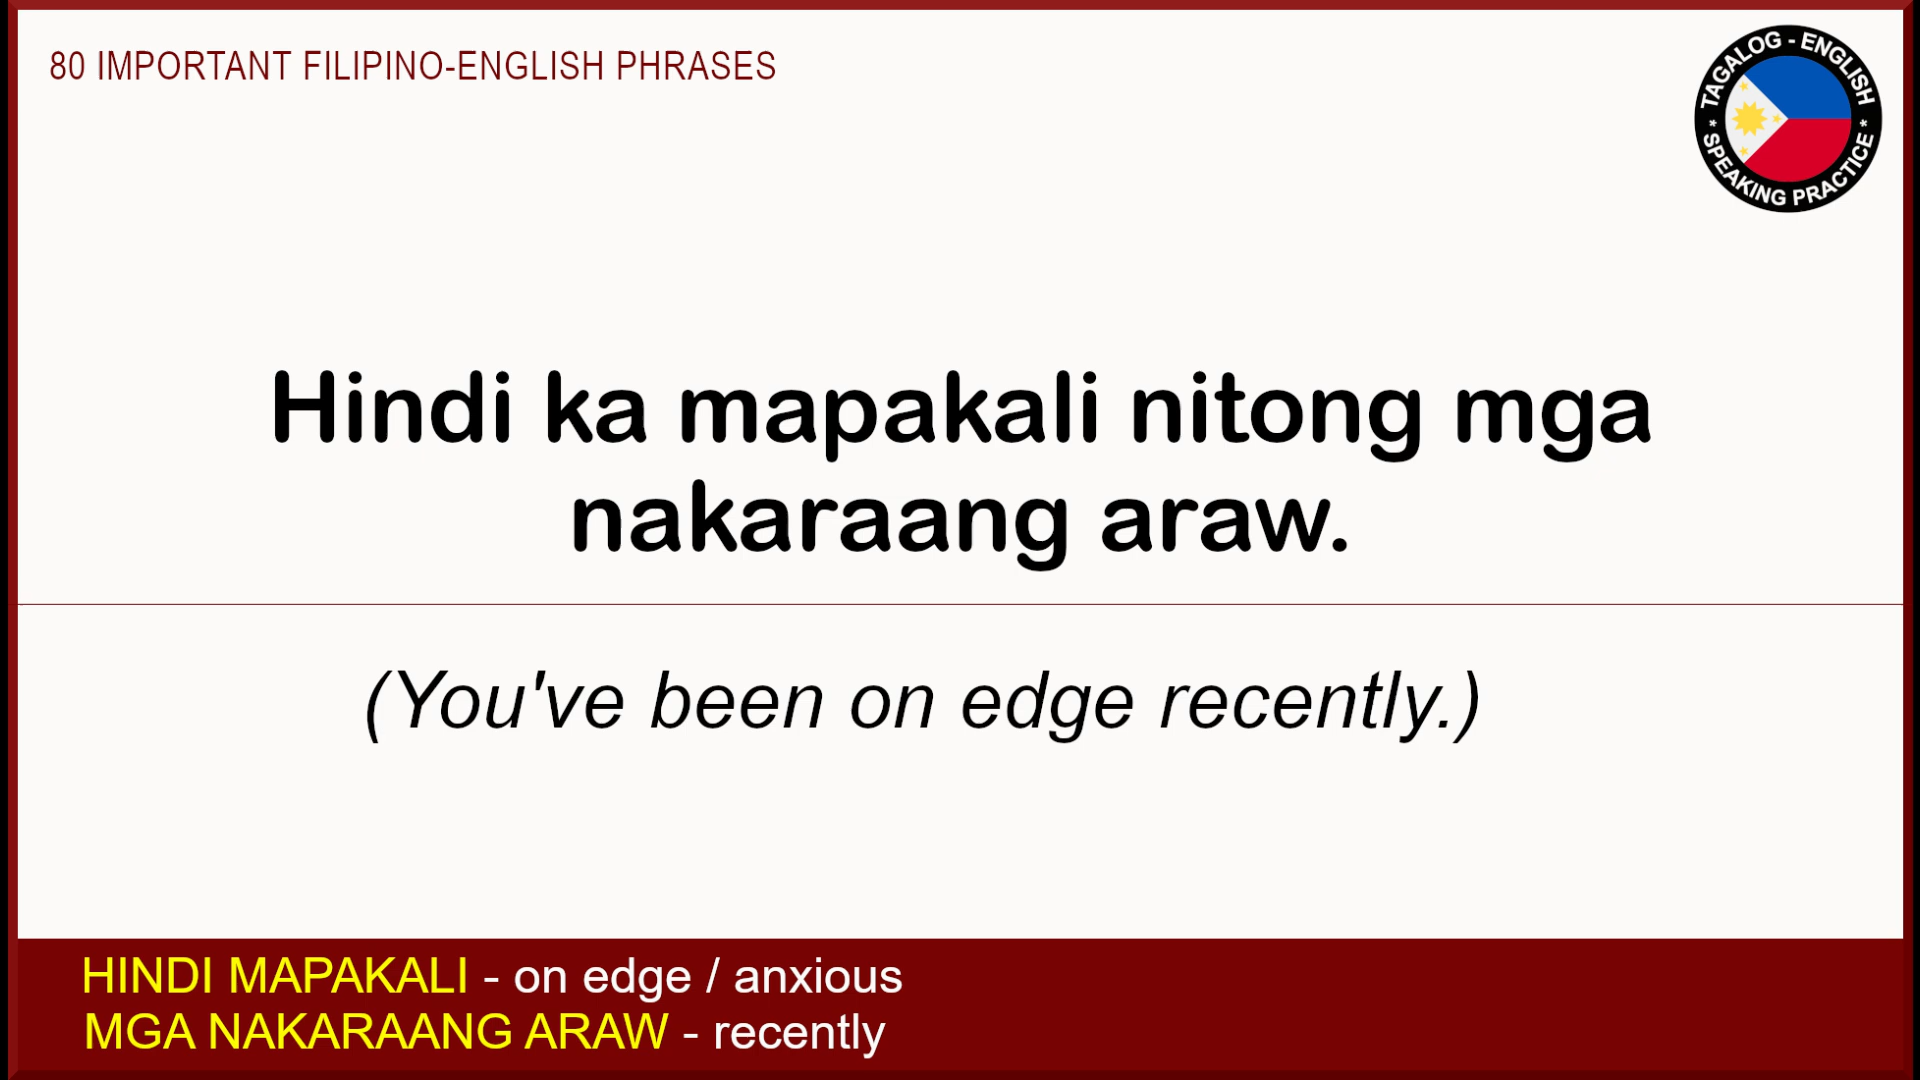 80 IMPORTANT FILIPINO-ENGLISH PHRASES
TAGALOG - ENGLISH
* SPEAKING PRACTICE *
Hindi ka mapakali nitong mga
nakaraang araw.
(You've been on edge recently.)
HINDI MAPAKALI - on edge / anxious
MGA NAKARAANG ARAW - recently